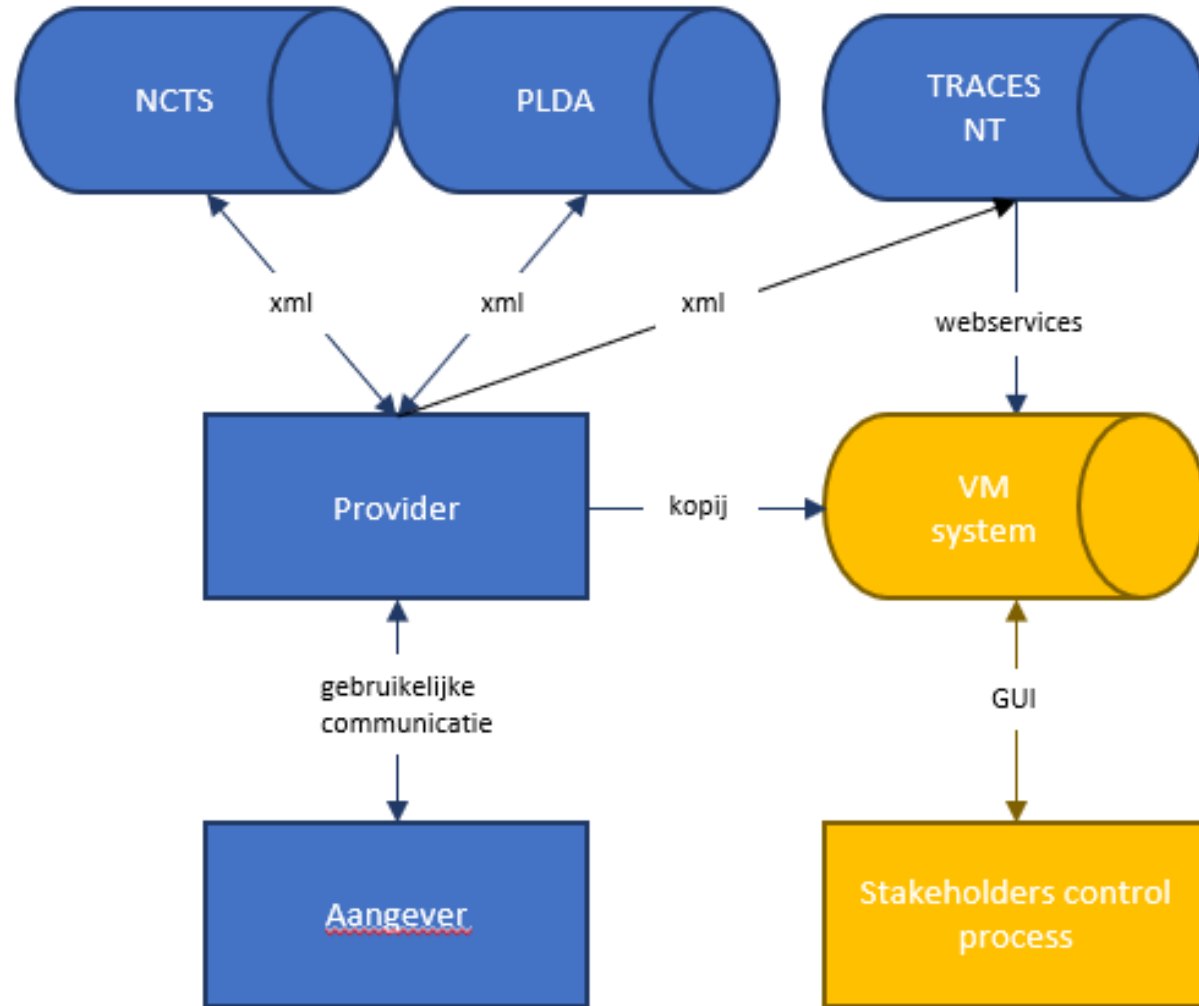 NCTS
PLDA
TRACES
NT
xml
xml
xml
webservices
Provider
kopij
VM
system
gebruikelijke
communicatie
GUI
Aangever
Stakeholders control
process